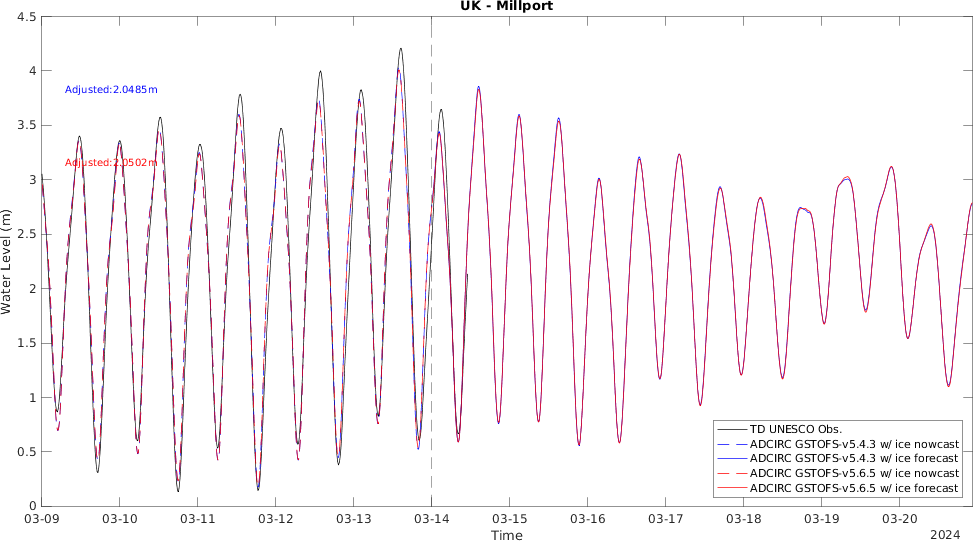 UK - Millport
4.5
4
3.5
3
2.5
2
1.5
1
0.5
0
Water Level (m)
Adjusted:2.0485m
Adjusted:2.0502m
TD UNESCO Obs.
ADCIRC GSTOFS-v5.4.3 w/ ice nowcast
ADCIRC GSTOFS-v5.4.3 w/ ice forecast
ADCIRC GSTOFS-v5.6.5 w/ ice nowcast
ADCIRC GSTOFS-v5.6.5 w/ ice forecast
03-09 03-10 03-11 03-12 03-13 03-14 03-15 03-16 03-17 03-18 03-19 03-20
Time
2024